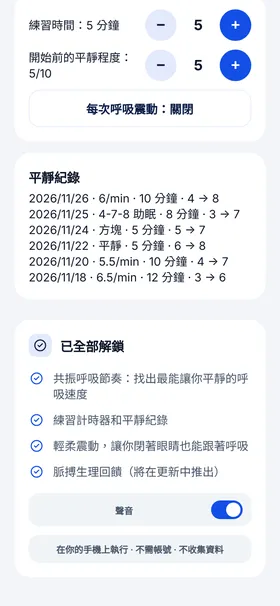 練習時間：5 分鐘
− 5 +
開始前的平靜程度：
5/10
− 5 +
每次呼吸震動：關閉
平靜紀錄
2026/11/26 · 6/min · 10 分鐘 · 4 → 8
2026/11/25 · 4-7-8 助眠 · 8 分鐘 · 3 → 7
2026/11/24 · 方塊 · 5 分鐘 · 5 → 7
2026/11/22 · 平靜 · 5 分鐘 · 6 → 8
2026/11/20 · 5.5/min · 10 分鐘 · 4 → 7
2026/11/18 · 6.5/min · 12 分鐘 · 3 → 6
已全部解鎖
共振呼吸節奏：找出最能讓你平靜的呼
吸速度
練習計時器和平靜紀錄
輕柔震動，讓你閉著眼睛也能跟著呼吸
脈搏生理回饋（將在更新中推出）
聲音
在你的手機上執行 · 不需帳號 · 不收集資料